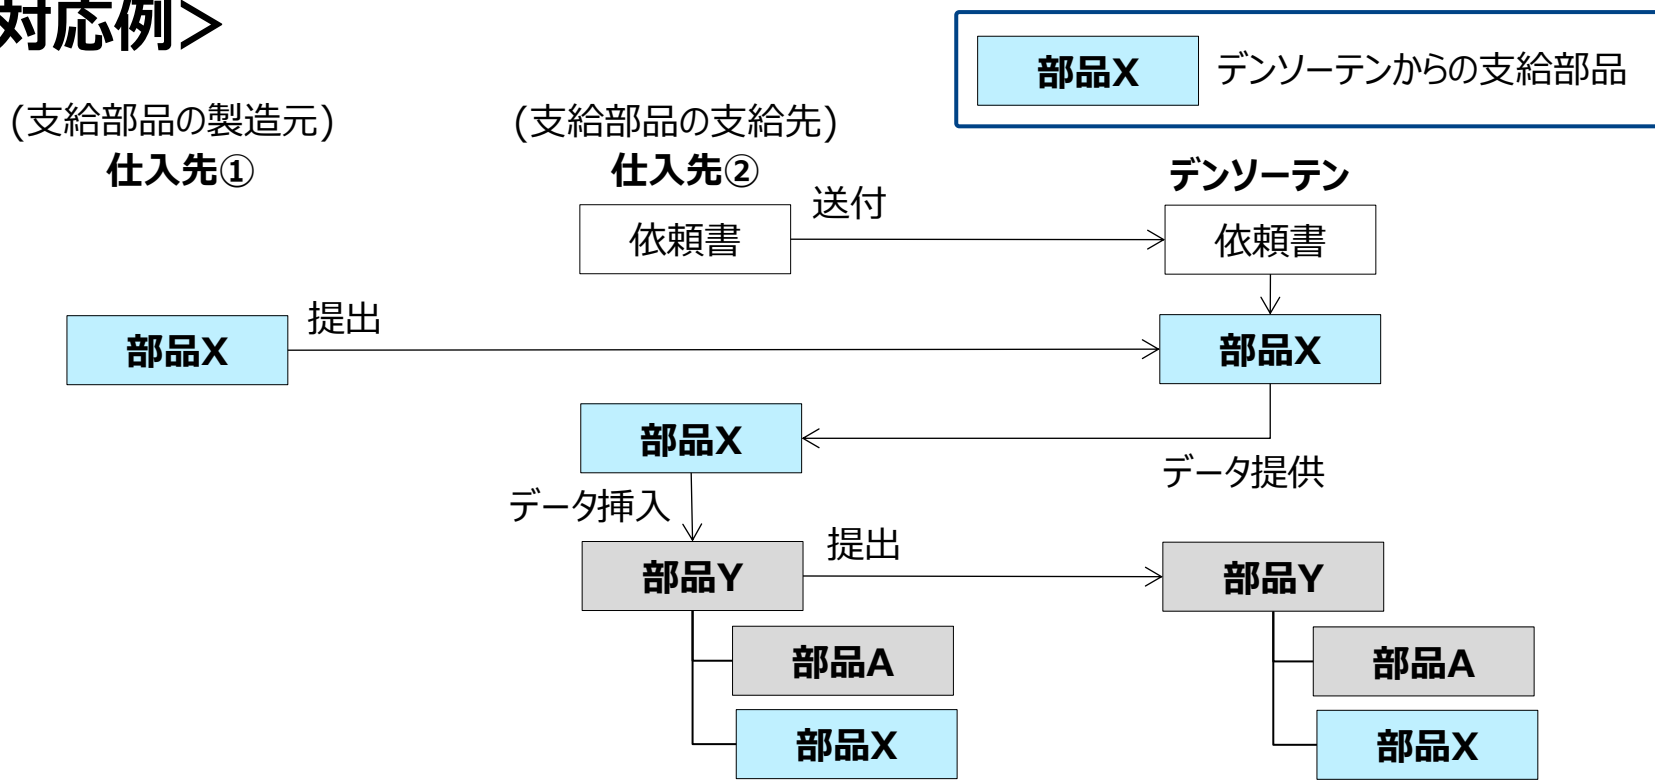 対応例＞
部品X
デンソーテンからの支給部品
(支給部品の製造元)
(支給部品の支給先)
仕入先①
仕入先②
デンソーテン
送付
依頼書
依頼書
提出
部品X
部品X
部品X
データ提供
データ挿入
提出
部品Y
部品Y
部品A
部品A
部品X
部品X